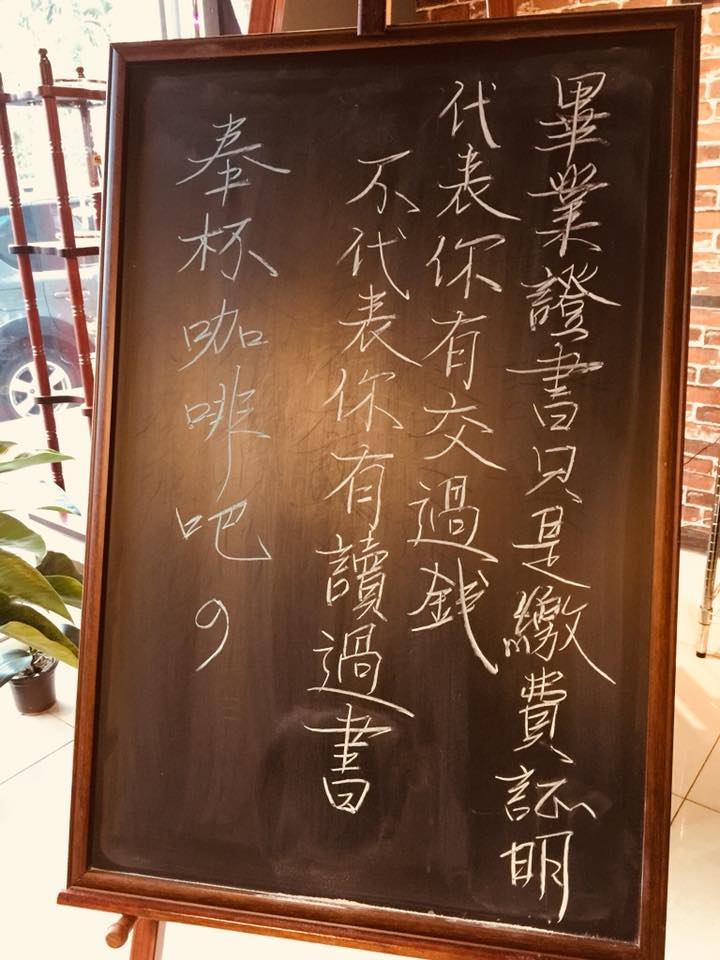 畢業證書只是繳費証明
代表你有交過錢
不代表你有讀過書
奉杯咖啡吧，